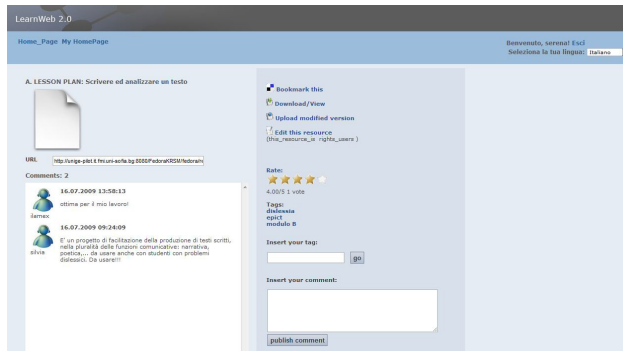 LearnWeb 2.0
Home_Page My HomePage
Benvenuto, serena! Esci
Seleziona la tua lingua: Italiano
A. LESSON PLAN: Scrivere ed analizzare un testo
URL http://unige-pilot.it.fmi.uni-sofia.bg:8080/FedoraKRSM/fedora/re
Comments: 2
16.07.2009 13:58:13
ottima per il mio lavoro!
ilamex
16.07.2009 09:24:09
E' un progetto di facilitazione della produzione di testi scritti,
nella pluralità delle funzioni comunicative: narrativa,
poetica,... da usare anche con studenti con problemi
dislessici. Da usare!!!
silvia
Bookmark this
Download/View
Upload modified version
Edit this resource
(this_resource_is rights_users )
Rate:
4.00/5 1 vote
Tags:
dislessia
epict
modulo B
Insert your tag:
go
Insert your comment:
publish comment